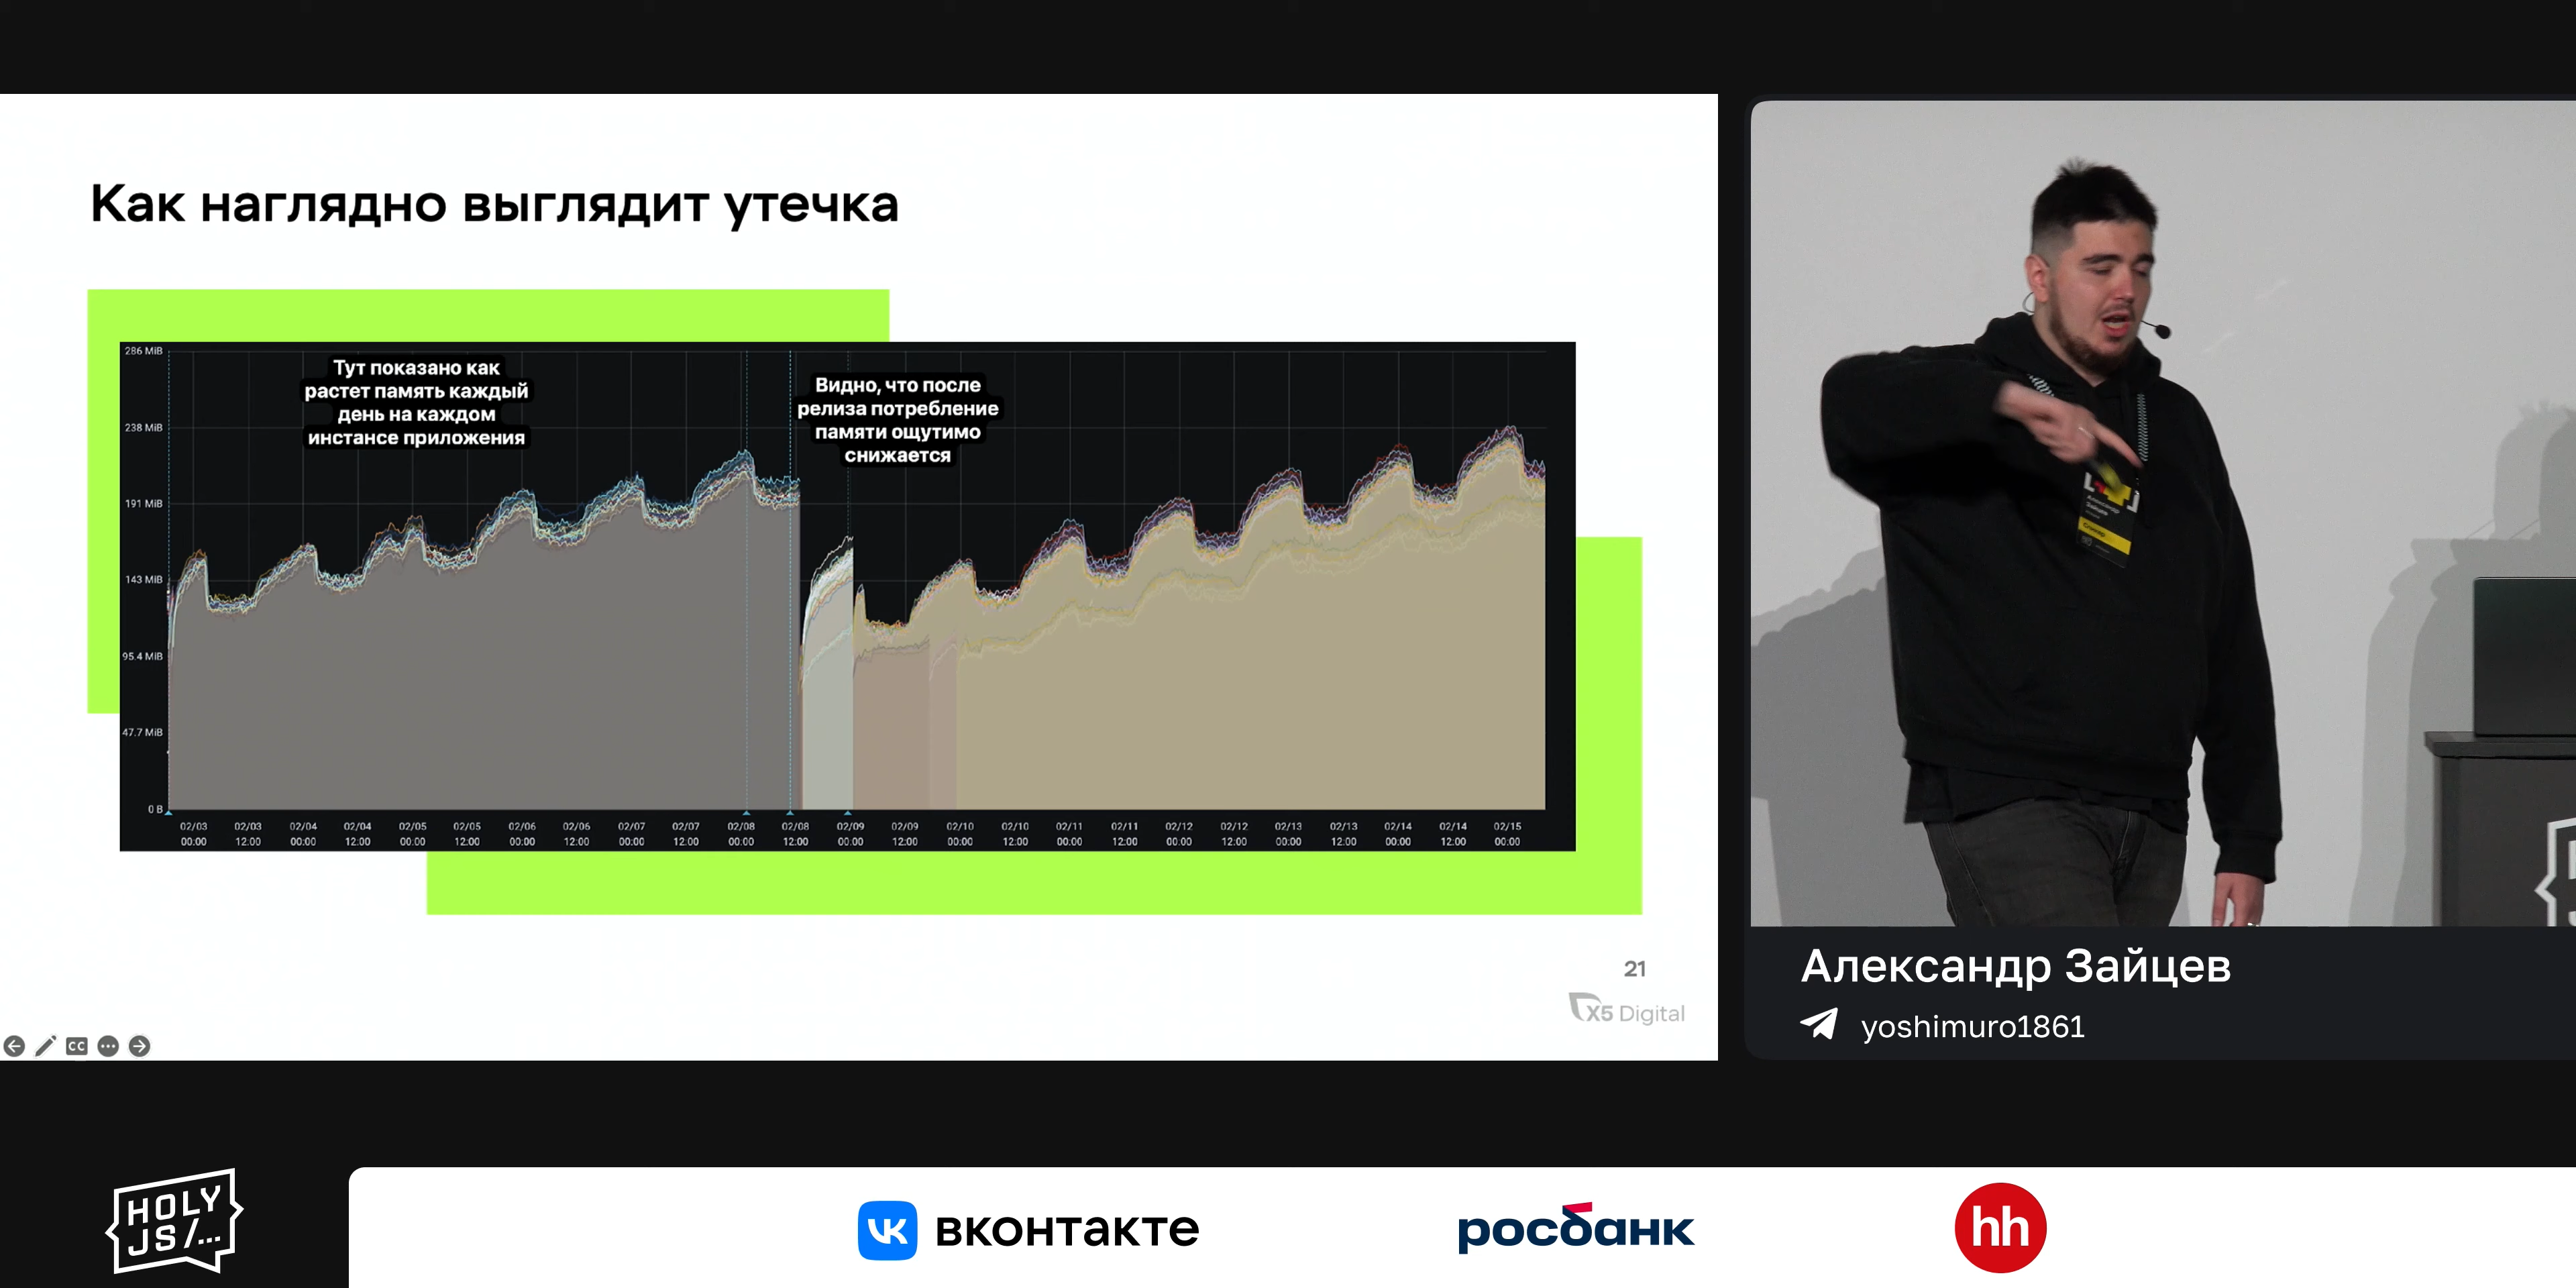 Как наглядно выглядит утечка
286 MiB
238 MiB
191 MiB
143 MiB
95.4 MiB
47.7 MiB
0 B
Тут показано как
растет память каждый
день на каждом
инстансе приложения
Видно, что после
релиза потребление
памяти ощутимо
снижается
02/03 02/03 02/04 02/04 02/05 02/05 02/06 02/06 02/07 02/07 02/08 02/08 02/09 02/09 02/10 02/10 02/11 02/11 02/12 02/12 02/13 02/13 02/14 02/14 02/15
00:00 12:00 00:00 12:00 00:00 12:00 00:00 12:00 00:00 12:00 00:00 12:00 00:00 12:00 00:00 12:00 00:00 12:00 00:00 12:00 00:00 12:00 00:00 12:00 00:00
21
X5 Digital
CC
Александр
Зайцев
Спикер
Александр Зайцев
yoshimuro1861
HOLY
JS/...
вконтакте
росбанк
hh